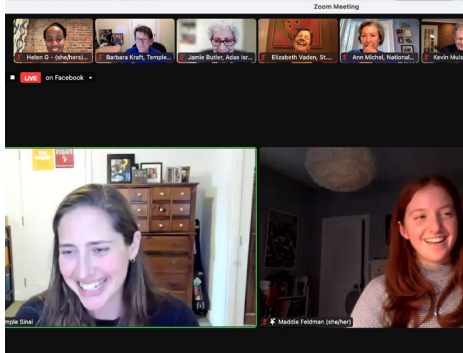 Zoom Meeting
Helen G - (she/hers)...
Barbara Kraft, Temple...
Jamie Butler, Adas Isr...
Elizabeth Vaden, St....
Ann Michel, National...
Kevin Muls
LIVE on Facebook
FIGHT
mple Sinai
Maddie Feldman (she/her)